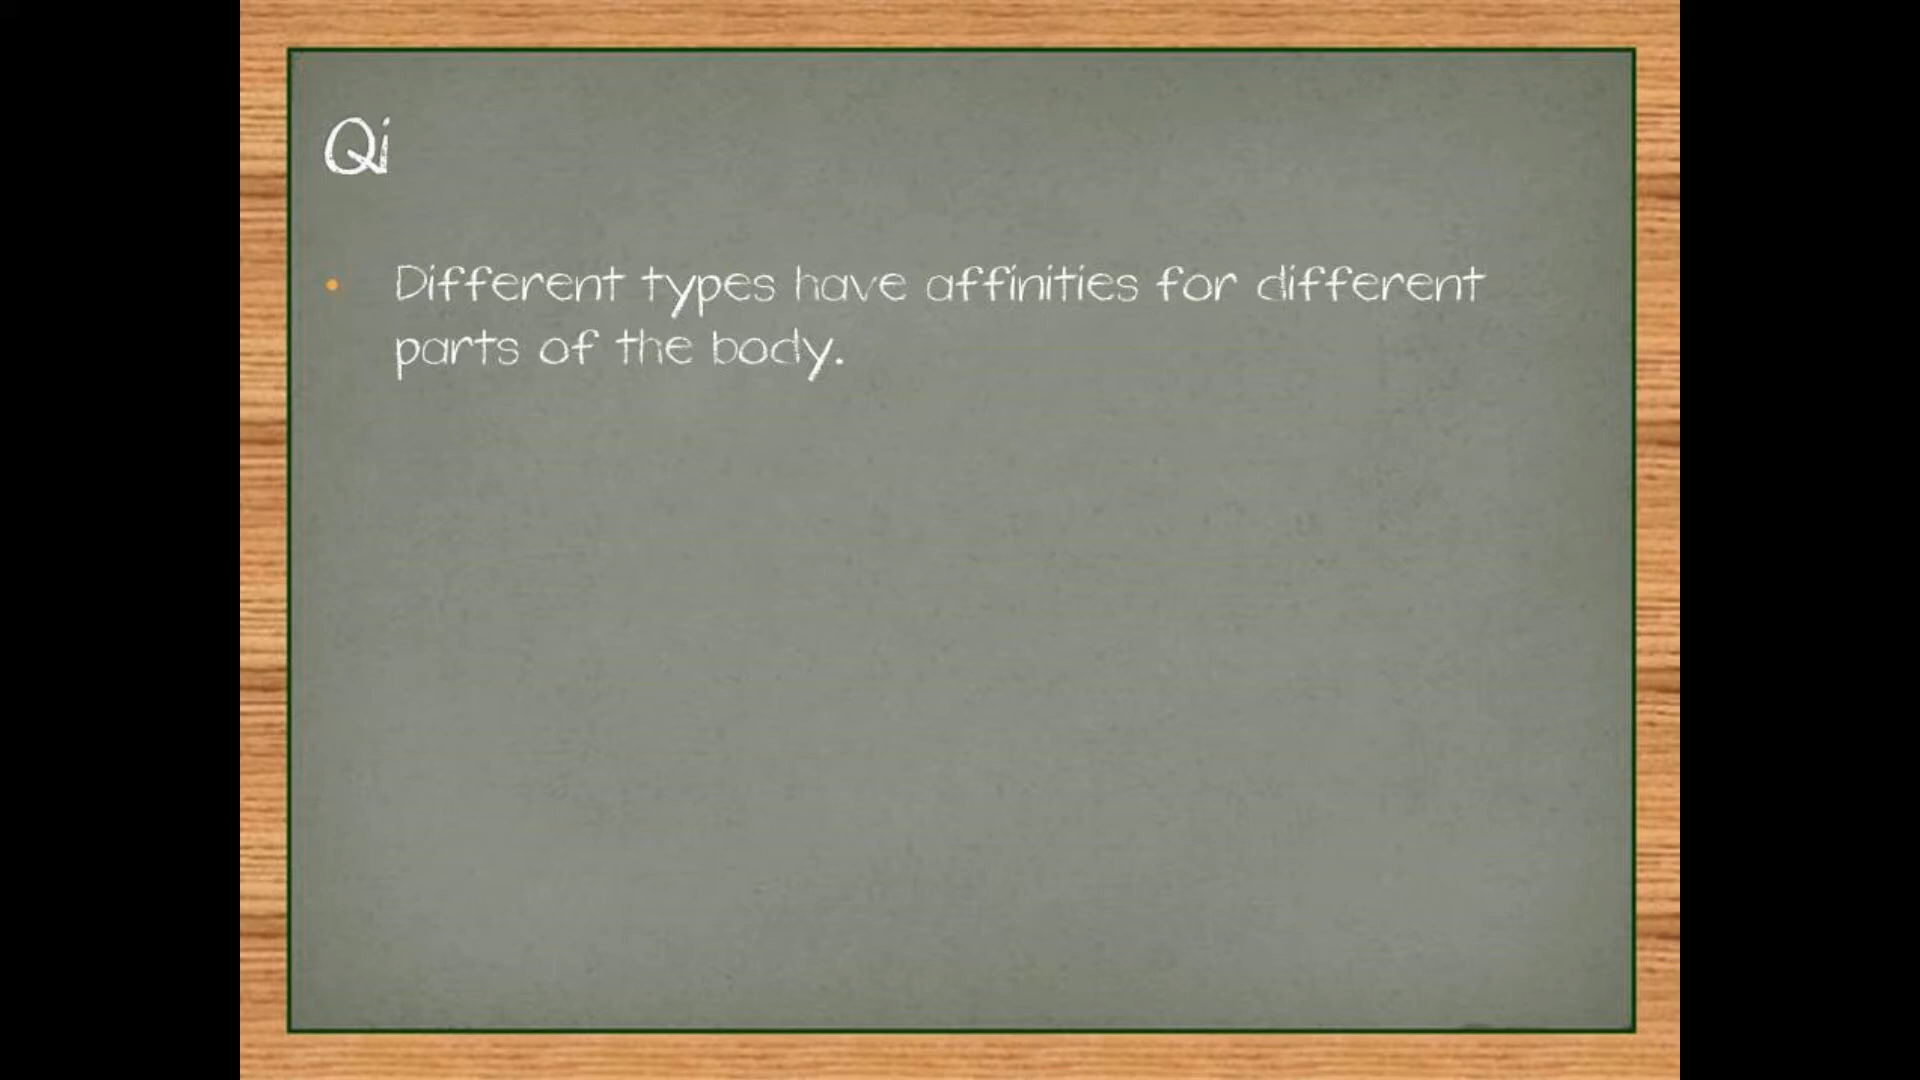 Qi
• Different types have affinities for different
parts of the body.